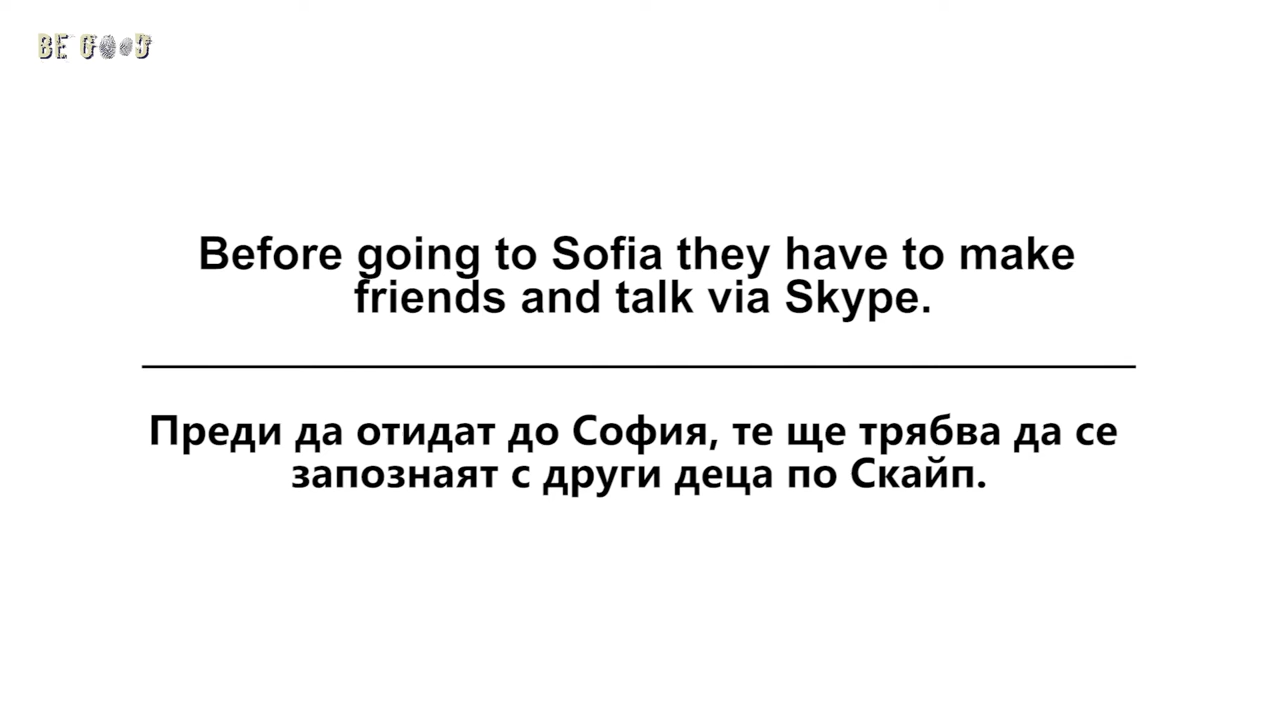 BE GOOD
Before going to Sofia they have to make
friends and talk via Skype.
Преди да отидат до София, те ще трябва да се
запознаят с други деца по Скайп.